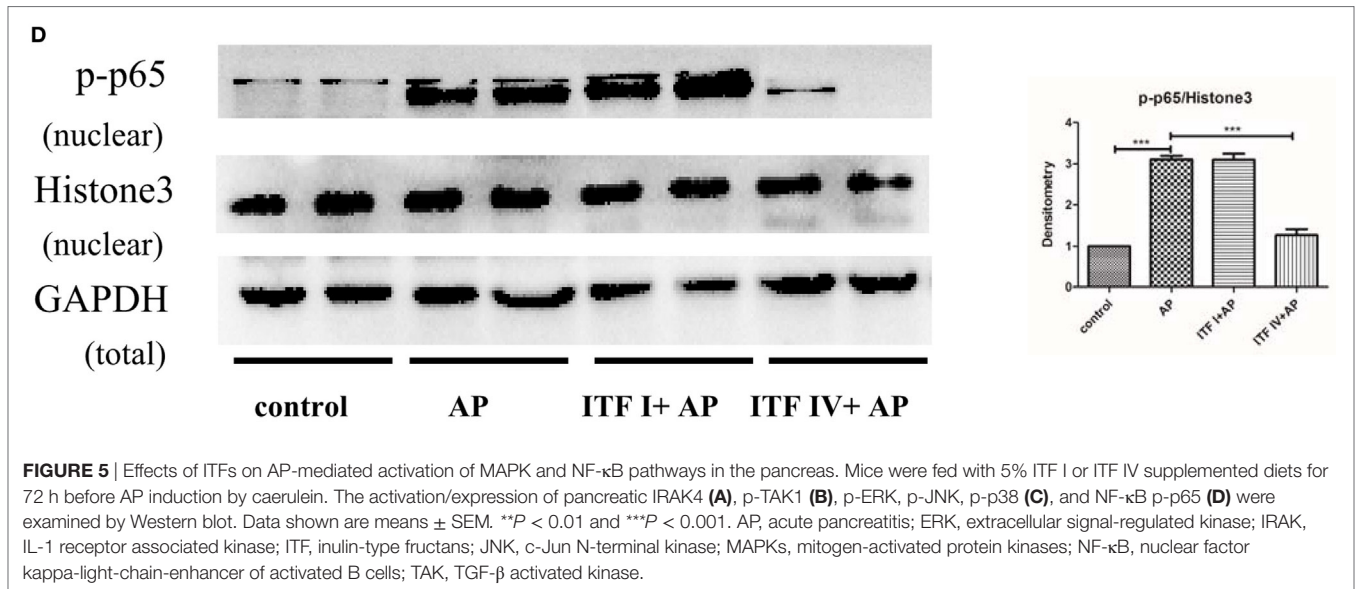 D
p-p65
(nuclear)
Histone3
(nuclear)
GAPDH
(total)
control AP ITF I+ AP ITF IV+ AP
p-p65/Histone3
Densitometry
4
3
2
1
0
***
***
control
AP
ITF I+AP
ITF IV+AP
FIGURE 5 | Effects of ITFs on AP-mediated activation of MAPK and NF-κB pathways in the pancreas. Mice were fed with 5% ITF I or ITF IV supplemented diets for
72 h before AP induction by caerulein. The activation/expression of pancreatic IRAK4 (A), p-TAK1 (B), p-ERK, p-JNK, p-p38 (C), and NF-κB p-p65 (D) were
examined by Western blot. Data shown are means ± SEM. **P < 0.01 and ***P < 0.001. AP, acute pancreatitis; ERK, extracellular signal-regulated kinase; IRAK,
IL-1 receptor associated kinase; ITF, inulin-type fructans; JNK, c-Jun N-terminal kinase; MAPKs, mitogen-activated protein kinases; NF-κB, nuclear factor
kappa-light-chain-enhancer of activated B cells; TAK, TGF-β activated kinase.